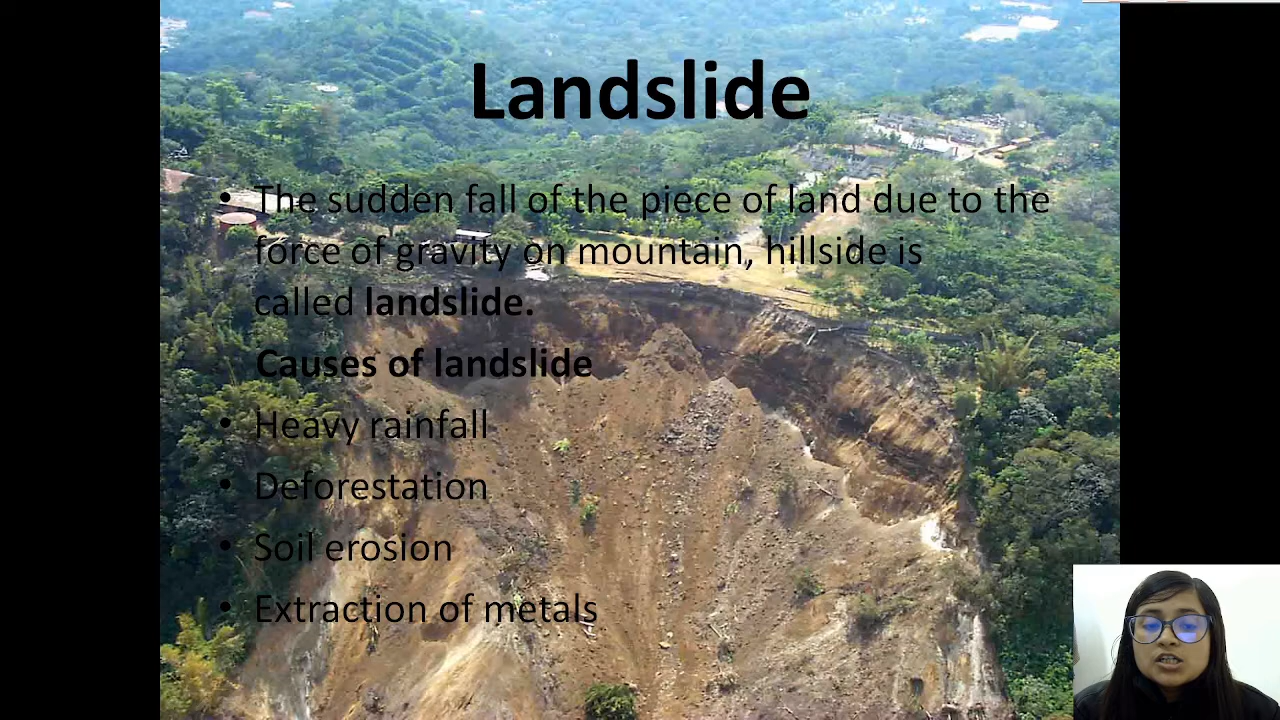 Landslide
• The sudden fall of the piece of land due to the
force of gravity on mountain, hillside is
called landslide.
Causes of landslide
• Heavy rainfall
• Deforestation
• Soil erosion
• Extraction of metals